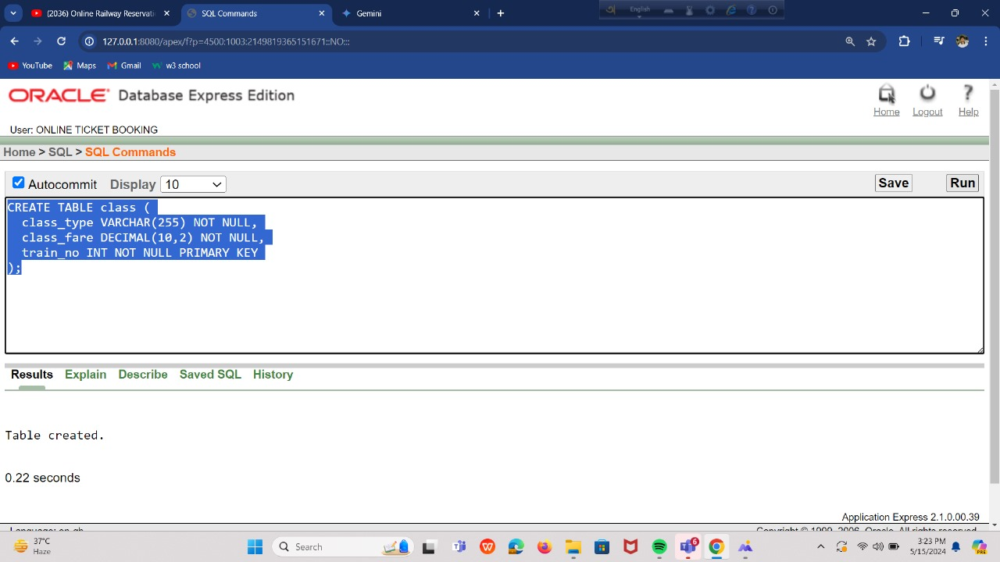 (2036) Online Railway Reservati
SQL Commands
Gemini
English
127.0.0.1:8080/apex/f?p=4500:1003:2149819365151671::NO:::
YouTube
Maps
Gmail
w3 school
ORACLE Database Express Edition
Home
Logout
Help
User: ONLINE TICKET BOOKING
Home > SQL > SQL Commands
Autocommit
Display
10
Save
Run
CREATE TABLE class (
class_type VARCHAR(255) NOT NULL,
class_fare DECIMAL(10,2) NOT NULL,
train_no INT NOT NULL PRIMARY KEY
);
Results
Explain
Describe
Saved SQL
History
Table created.
0.22 seconds
Application Express 2.1.0.00.39
Language: en-gb
Copyright © 1999, 2006, Oracle. All rights reserved.
37°C
Haze
Search
6
3:23 PM
5/15/2024
PRE